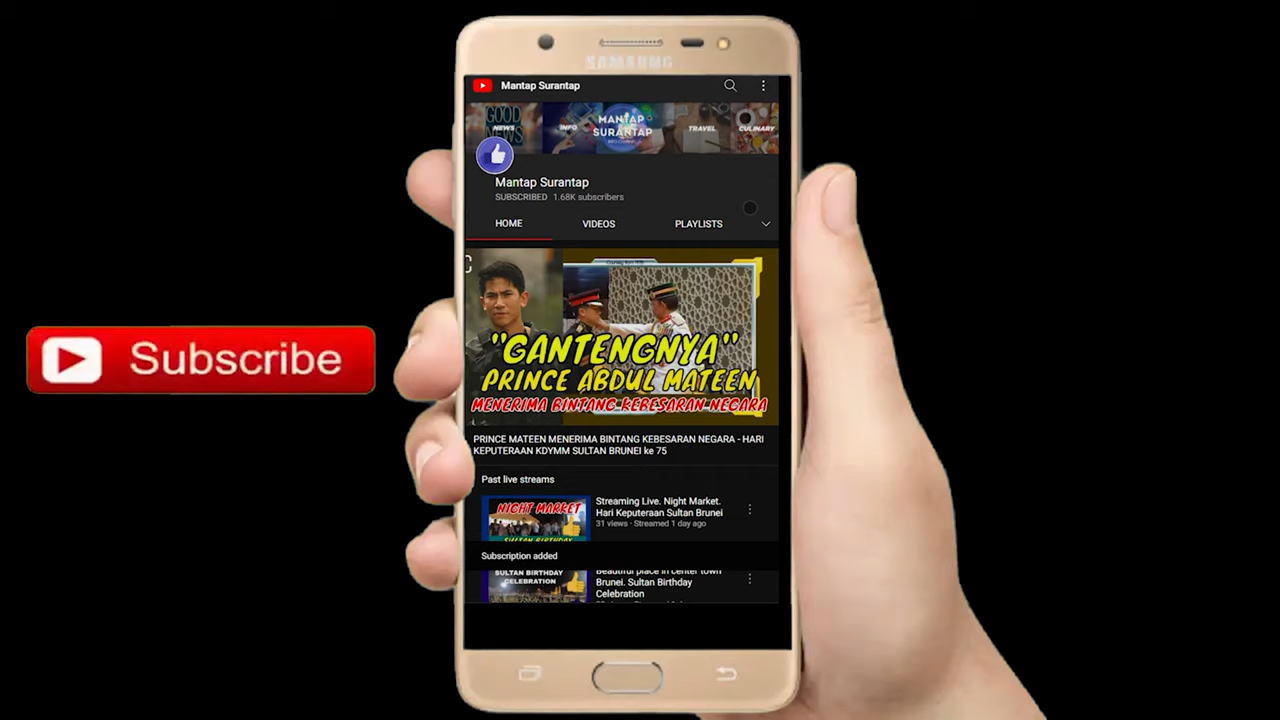 SAMSUNG
Mantap Surantap
GOOD
NEWS
NEWS
INFO
MANTAP
SURANTAP
TRAVEL
CULINARY
Mantap Surantap
SUBSCRIBED 1.68K subscribers
HOME
VIDEOS
PLAYLISTS
"GANTENGNYA"
PRINCE ABDUL MATEEN
MENERIMA BINTANG KEBESARAN NEGARA
PRINCE MATEEN MENERIMA BINTANG KEBESARAN NEGARA - HARI
KEPUTERAAN KDYMM SULTAN BRUNEI ke 75
Past live streams
NIGHT MARKET
SULTAN BIRTHDAY
Streaming Live. Night Market.
Hari Keputeraan Sultan Brunei
31 views · Streamed 1 day ago
Subscription added
SULTAN BIRTHDAY
CELEBRATION
Beautiful place in center town
Brunei. Sultan Birthday
Celebration
Subscribe